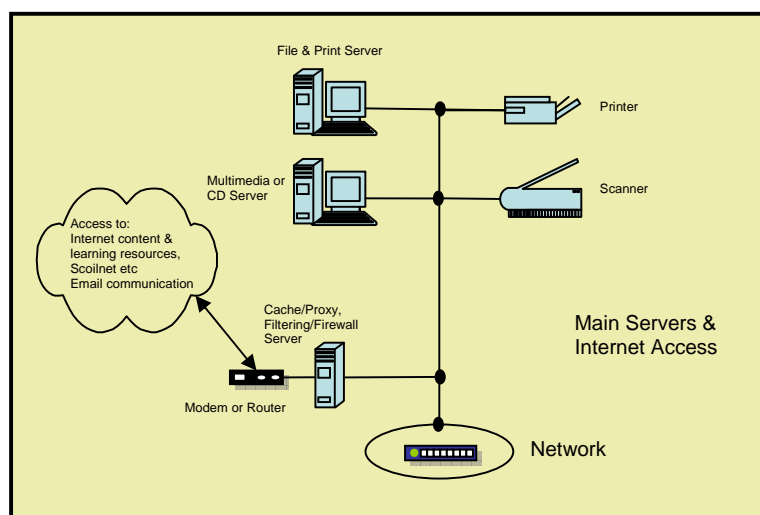 File & Print Server
Printer
Multimedia or
CD Server
Scanner
Access to:
Internet content &
learning resources,
Scoilnet etc
Email communication
Cache/Proxy,
Filtering/Firewall
Server
Main Servers &
Internet Access
Modem or Router
Network